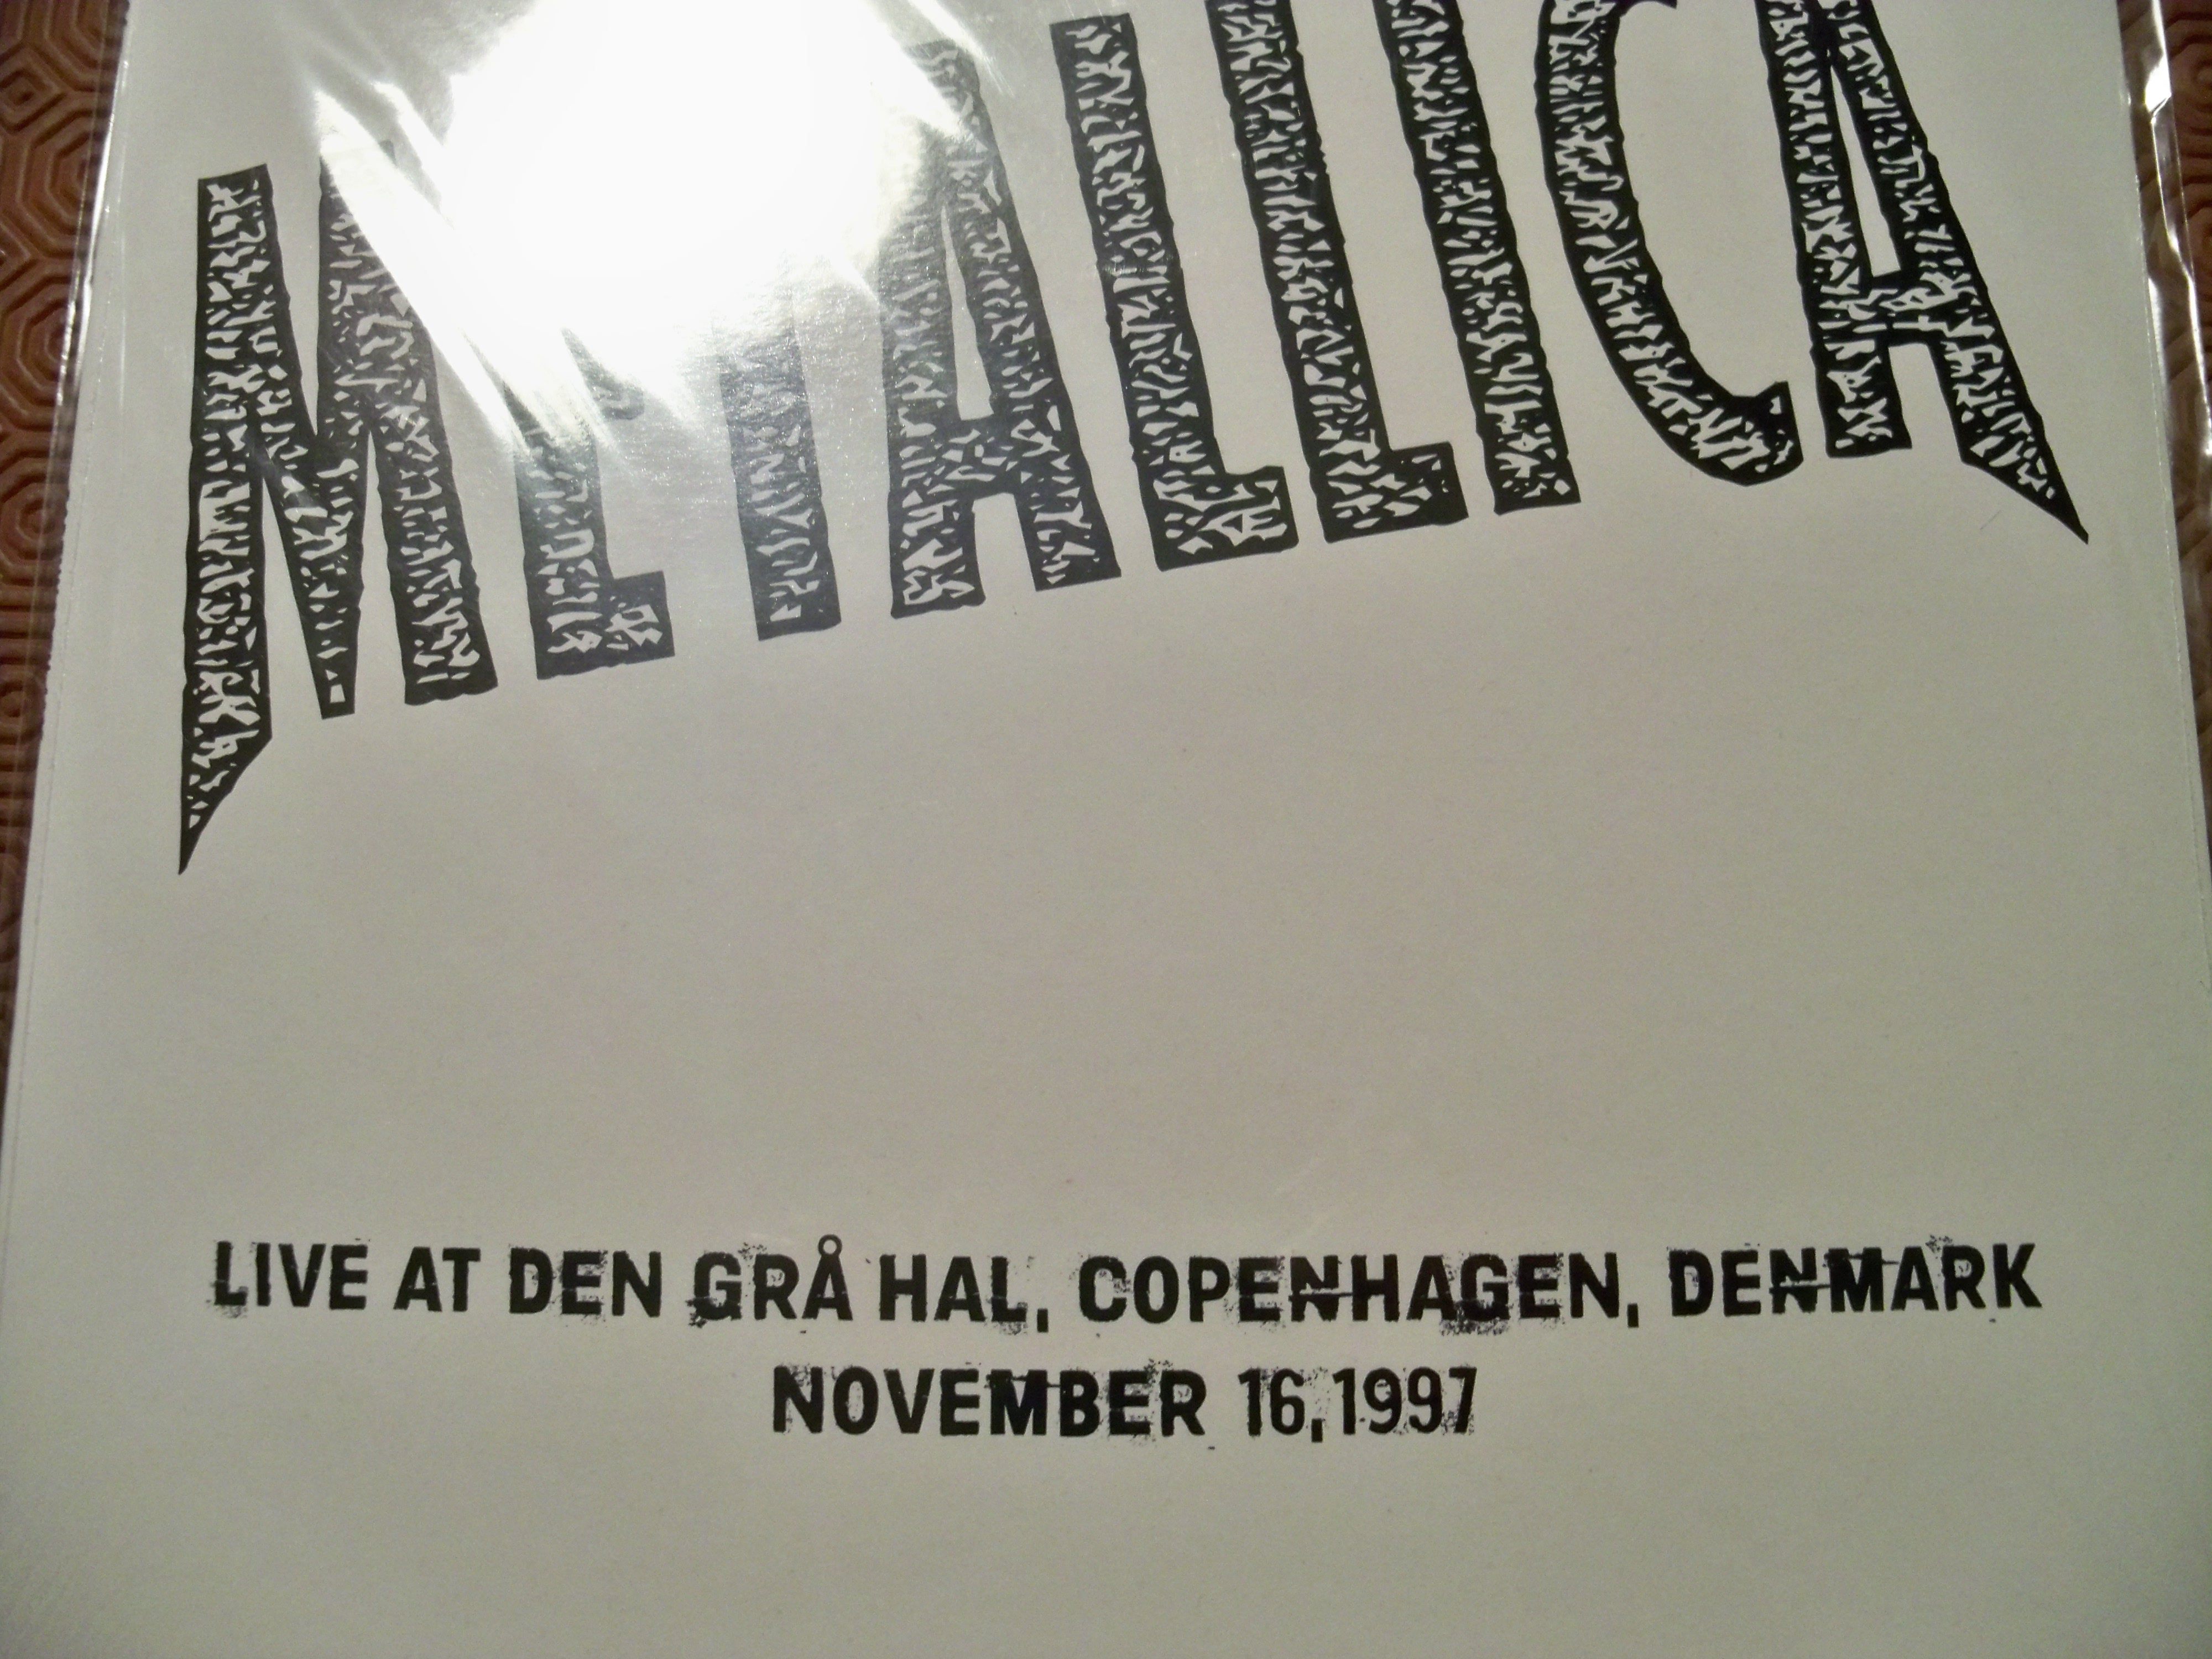 METALLICA
LIVE AT DEN GRÅ HAL, COPENHAGEN, DENMARK
NOVEMBER 16,1997